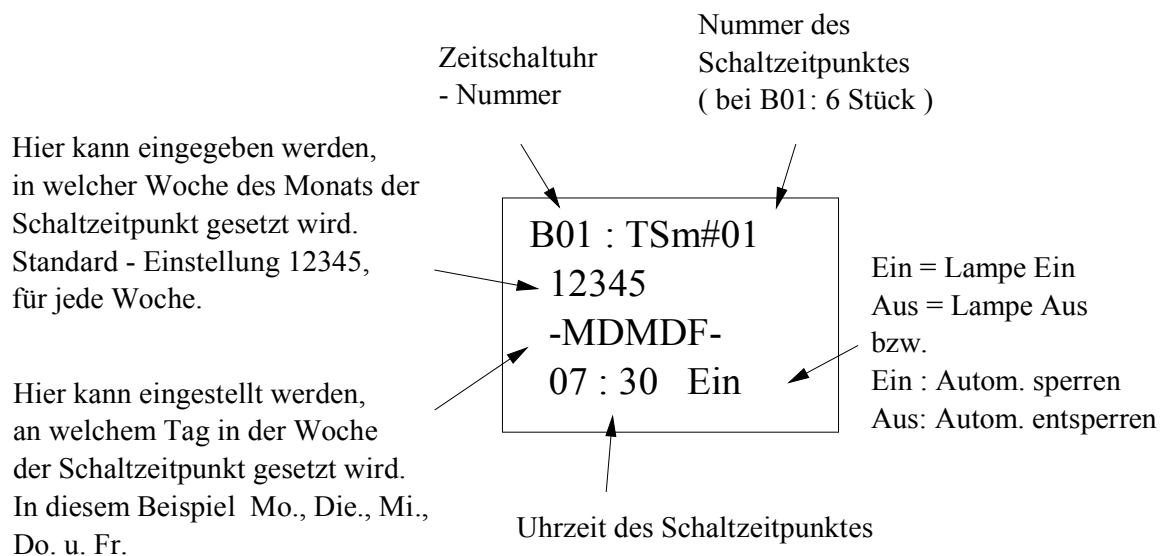 Zeitschaltuhr
- Nummer
Nummer des
Schaltzeitpunktes
( bei B01: 6 Stück )
Hier kann eingegeben werden,
in welcher Woche des Monats der
Schaltzeitpunkt gesetzt wird.
Standard - Einstellung 12345,
für jede Woche.
B01 : TSm#01
12345
-MDMDF-
07 : 30 Ein
Ein = Lampe Ein
Aus = Lampe Aus
bzw.
Ein : Autom. sperren
Aus: Autom. entsperren
Hier kann eingestellt werden,
an welchem Tag in der Woche
der Schaltzeitpunkt gesetzt wird.
In diesem Beispiel Mo., Die., Mi.,
Do. u. Fr.
Uhrzeit des Schaltzeitpunktes